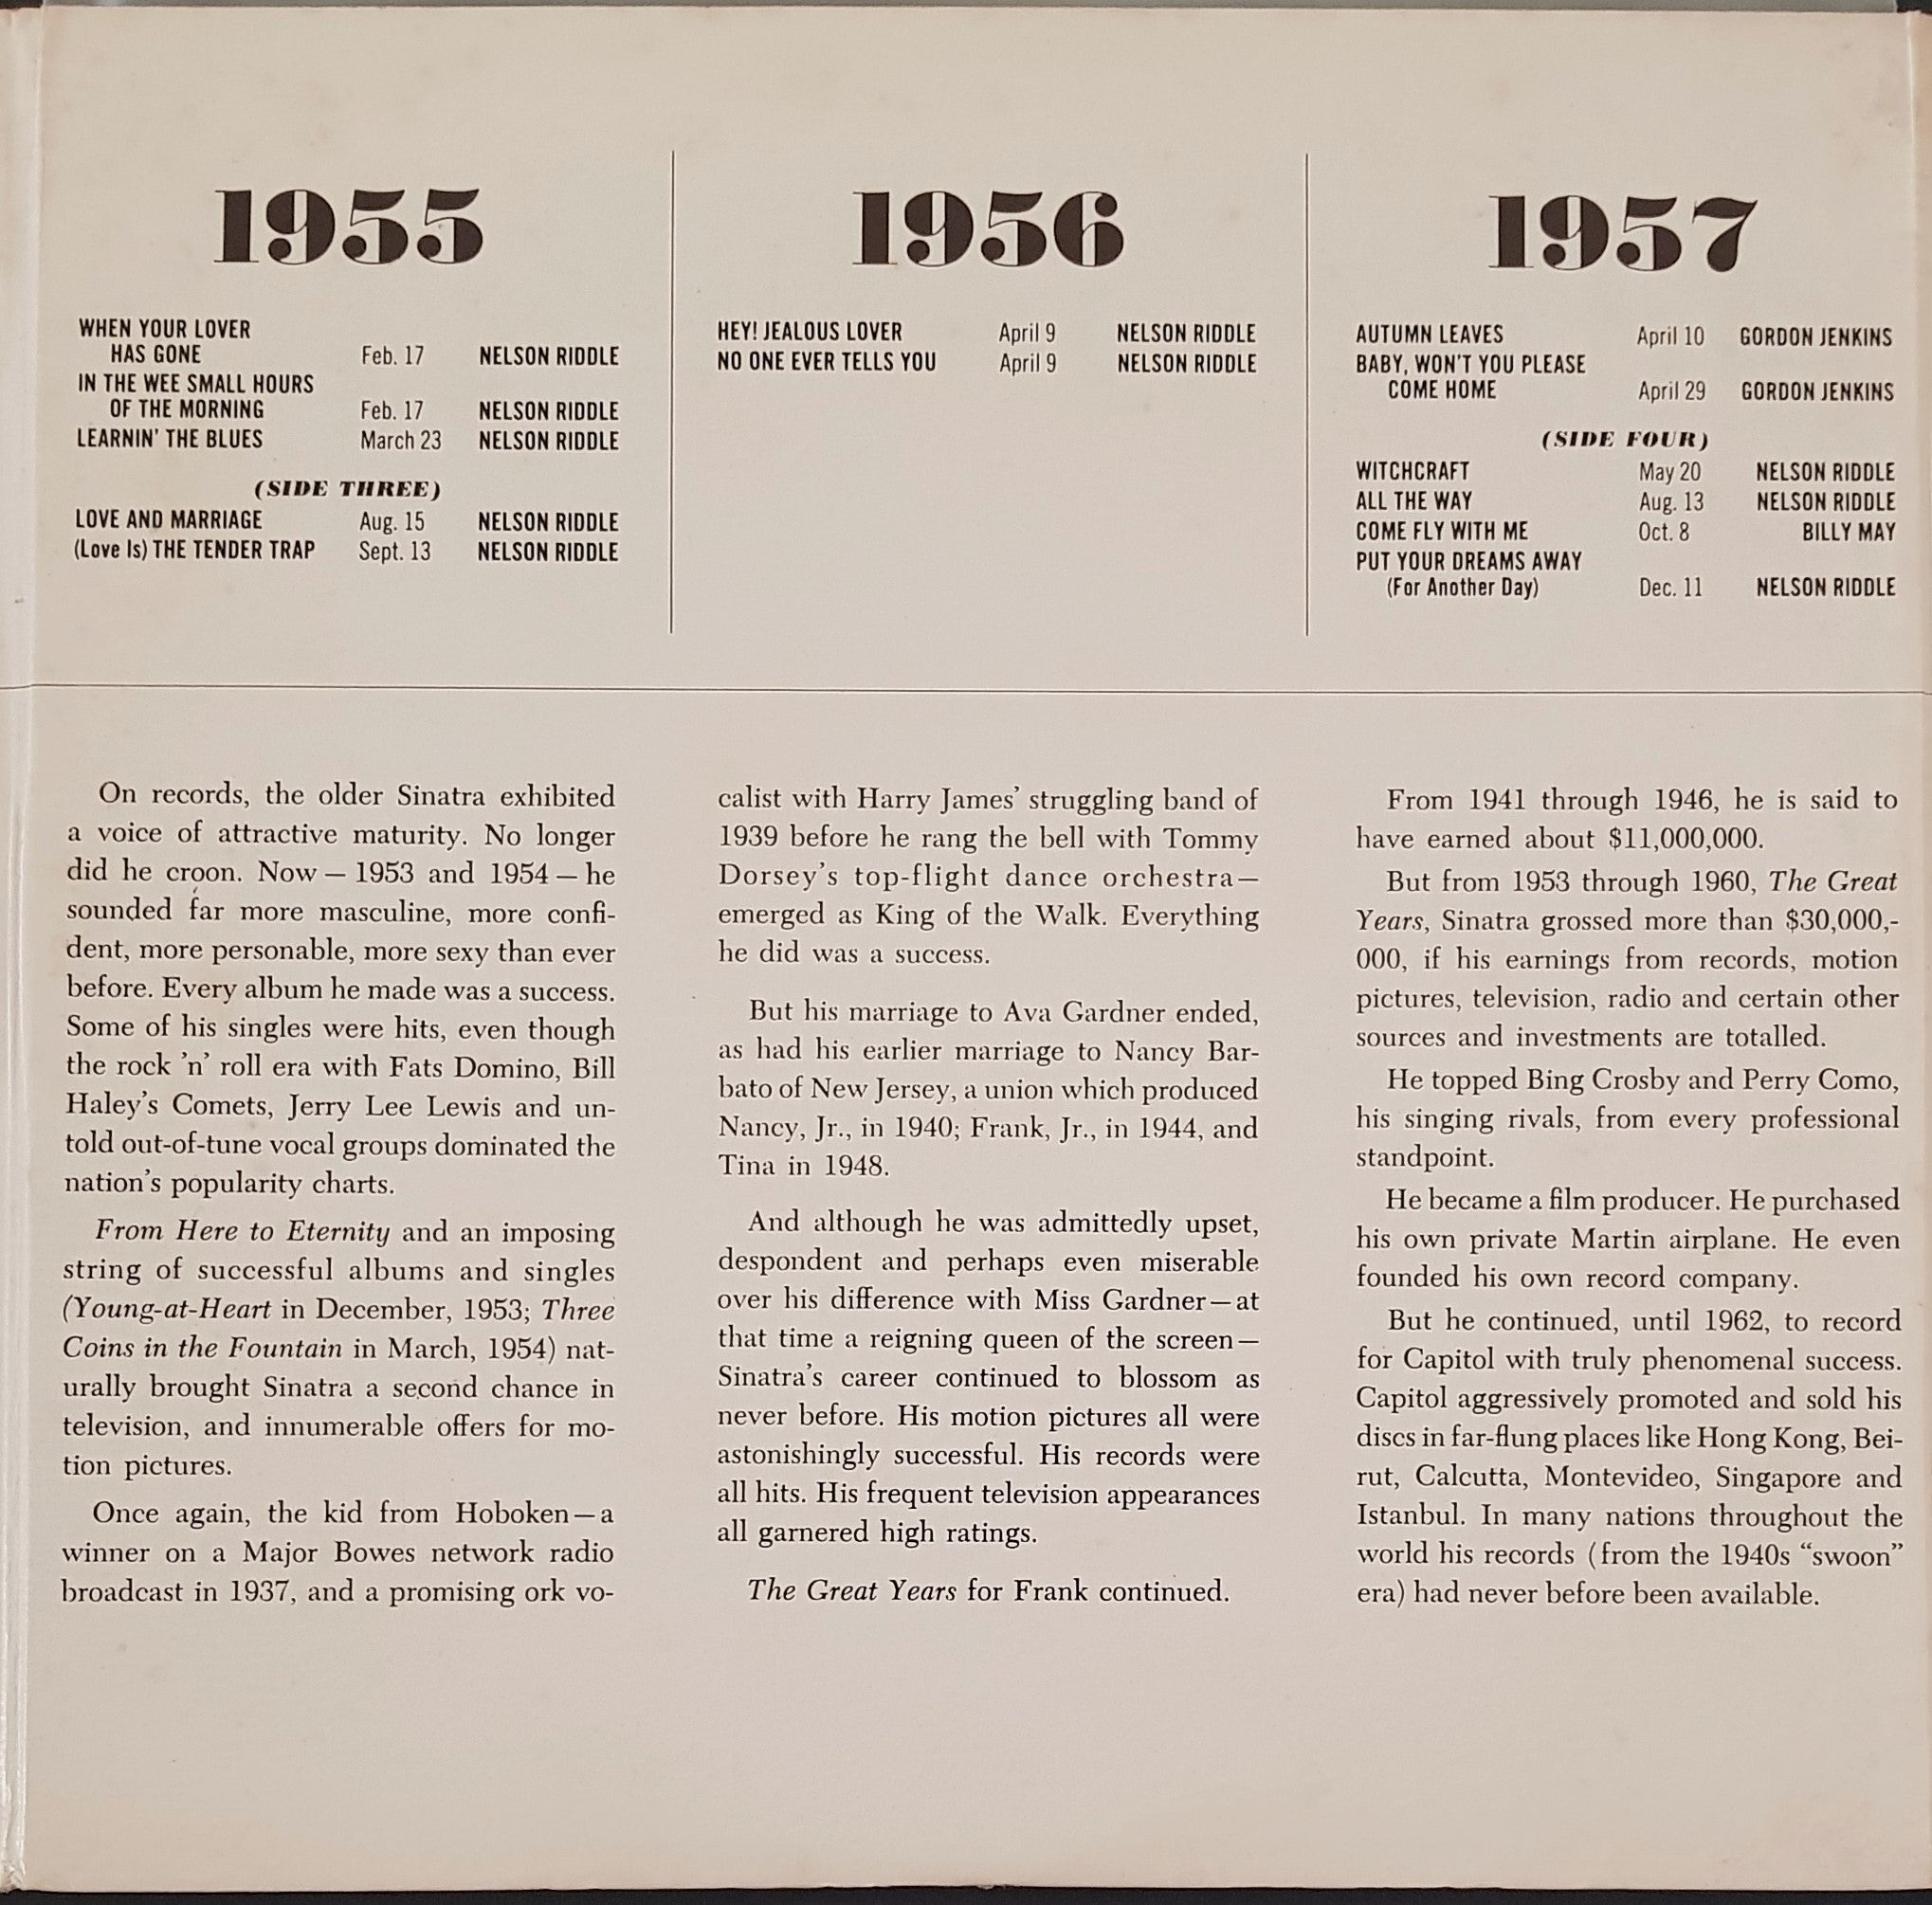 1955
WHEN YOUR LOVER
HAS GONE Feb. 17 NELSON RIDDLE
IN THE WEE SMALL HOURS
OF THE MORNING Feb. 17 NELSON RIDDLE
LEARNIN' THE BLUES March 23 NELSON RIDDLE
(SIDE THREE)
LOVE AND MARRIAGE Aug. 15 NELSON RIDDLE
(Love Is) THE TENDER TRAP Sept. 13 NELSON RIDDLE
1956
HEY! JEALOUS LOVER April 9 NELSON RIDDLE
NO ONE EVER TELLS YOU April 9 NELSON RIDDLE
1957
AUTUMN LEAVES April 10 GORDON JENKINS
BABY, WON'T YOU PLEASE
COME HOME April 29 GORDON JENKINS
(SIDE FOUR)
WITCHCRAFT May 20 NELSON RIDDLE
ALL THE WAY Aug. 13 NELSON RIDDLE
COME FLY WITH ME Oct. 8 BILLY MAY
PUT YOUR DREAMS AWAY
(For Another Day) Dec. 11 NELSON RIDDLE
On records, the older Sinatra exhibited
a voice of attractive maturity. No longer
did he croon. Now — 1953 and 1954 — he
sounded far more masculine, more confi-
dent, more personable, more sexy than ever
before. Every album he made was a success.
Some of his singles were hits, even though
the rock 'n' roll era with Fats Domino, Bill
Haley's Comets, Jerry Lee Lewis and un-
told out-of-tune vocal groups dominated the
nation's popularity charts.
From Here to Eternity and an imposing
string of successful albums and singles
(Young-at-Heart in December, 1953; Three
Coins in the Fountain in March, 1954) nat-
urally brought Sinatra a second chance in
television, and innumerable offers for mo-
tion pictures.
Once again, the kid from Hoboken — a
winner on a Major Bowes network radio
broadcast in 1937, and a promising ork vo-
calist with Harry James' struggling band of
1939 before he rang the bell with Tommy
Dorsey's top-flight dance orchestra —
emerged as King of the Walk. Everything
he did was a success.
But his marriage to Ava Gardner ended,
as had his earlier marriage to Nancy Bar-
bato of New Jersey, a union which produced
Nancy, Jr., in 1940; Frank, Jr., in 1944, and
Tina in 1948.
And although he was admittedly upset,
despondent and perhaps even miserable
over his difference with Miss Gardner — at
that time a reigning queen of the screen —
Sinatra's career continued to blossom as
never before. His motion pictures all were
astonishingly successful. His records were
all hits. His frequent television appearances
all garnered high ratings.
The Great Years for Frank continued.
From 1941 through 1946, he is said to
have earned about $11,000,000.
But from 1953 through 1960, The Great
Years, Sinatra grossed more than $30,000,-
000, if his earnings from records, motion
pictures, television, radio and certain other
sources and investments are totalled.
He topped Bing Crosby and Perry Como,
his singing rivals, from every professional
standpoint.
He became a film producer. He purchased
his own private Martin airplane. He even
founded his own record company.
But he continued, until 1962, to record
for Capitol with truly phenomenal success.
Capitol aggressively promoted and sold his
discs in far-flung places like Hong Kong, Bei-
rut, Calcutta, Montevideo, Singapore and
Istanbul. In many nations throughout the
world his records (from the 1940s “swoon”
era) had never before been available.